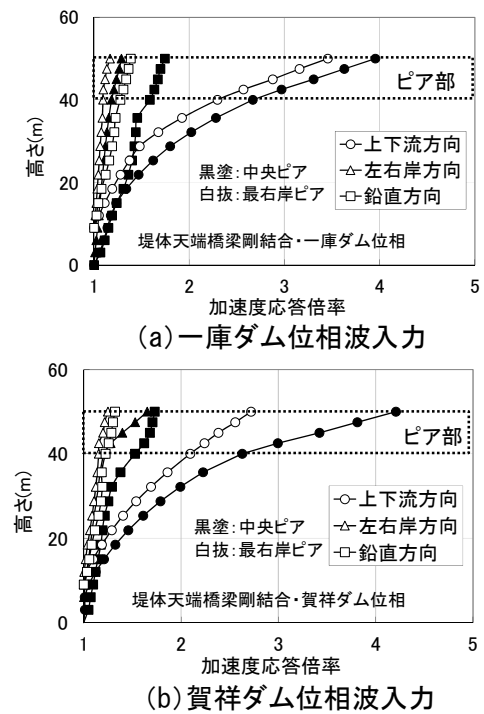 60
40
20
0
高さ(m)
ピア部
上下流方向
左右岸方向
鉛直方向
黒塗:中央ピア
白抜:最右岸ピア
堤体天端橋梁剛結合・一庫ダム位相
1 2 3 4 5
加速度応答倍率
(a)一庫ダム位相波入力
60
40
20
0
高さ(m)
ピア部
上下流方向
左右岸方向
鉛直方向
黒塗:中央ピア
白抜:最右岸ピア
堤体天端橋梁剛結合・賀祥ダム位相
1 2 3 4 5
加速度応答倍率
(b)賀祥ダム位相波入力